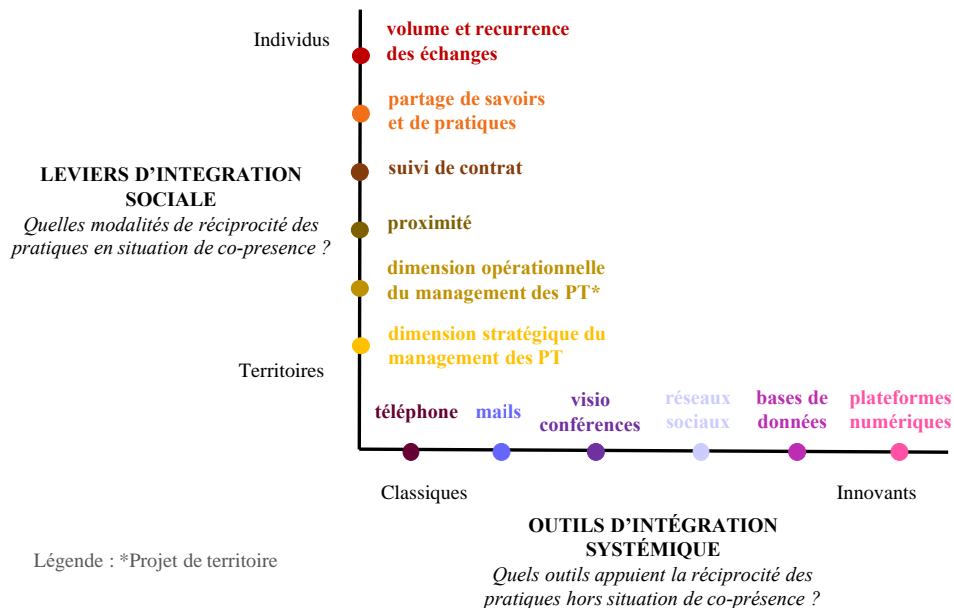 Individus
volume et recurrence
des échanges
partage de savoirs
et de pratiques
LEVIERS D’INTEGRATION
SOCIALE
Quelles modalités de réciprocité des
pratiques en situation de co-presence ?
suivi de contrat
proximité
dimension opérationnelle
du management des PT*
dimension stratégique du
management des PT
Territoires
téléphone
mails
visio
conférences
réseaux
sociaux
bases de
données
plateformes
numériques
Classiques
Innovants
OUTILS D’INTÉGRATION
SYSTÉMIQUE
Quels outils appuient la réciprocité des
pratiques hors situation de co-présence ?
Légende : *Projet de territoire